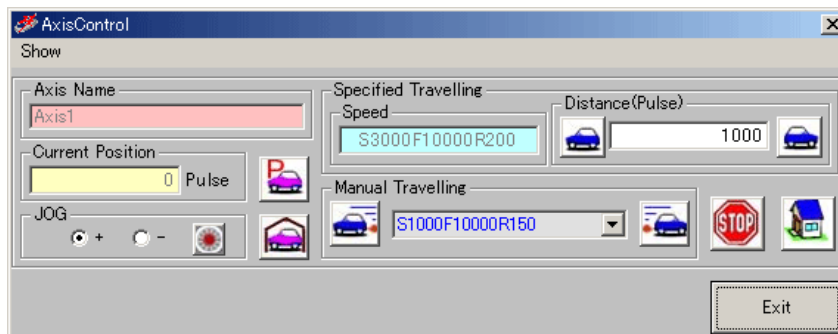 AxisControl
Show
Axis Name
Axis1
Current Position
0 Pulse
P
JOG
+ -
Specified Travelling
Speed
S3000F10000R200
Distance(Pulse)
1000
Manual Travelling
S1000F10000R150
STOP
Exit